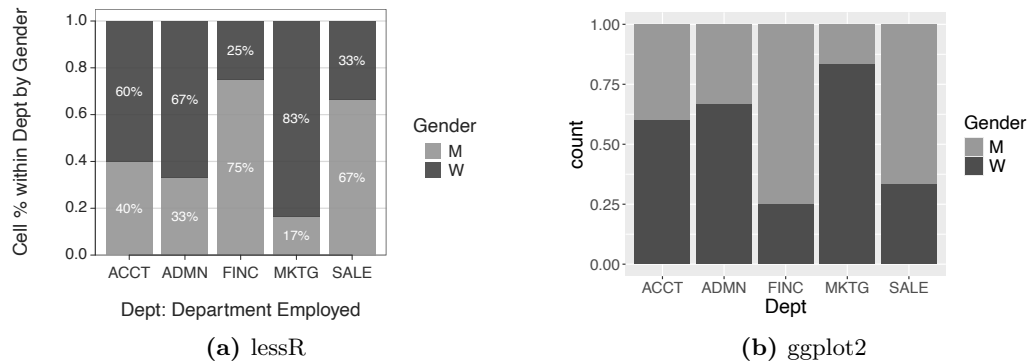 Cell % within Dept by Gender
1.0
0.8
0.6
0.4
0.2
0.0
60%
40%
67%
33%
25%
75%
83%
17%
33%
67%
ACCT ADMN FINC MKTG SALE
Dept: Department Employed
Gender
M
W
(a) lessR
count
1.00
0.75
0.50
0.25
0.00
ACCT ADMN FINC MKTG SALE
Dept
Gender
M
W
(b) ggplot2